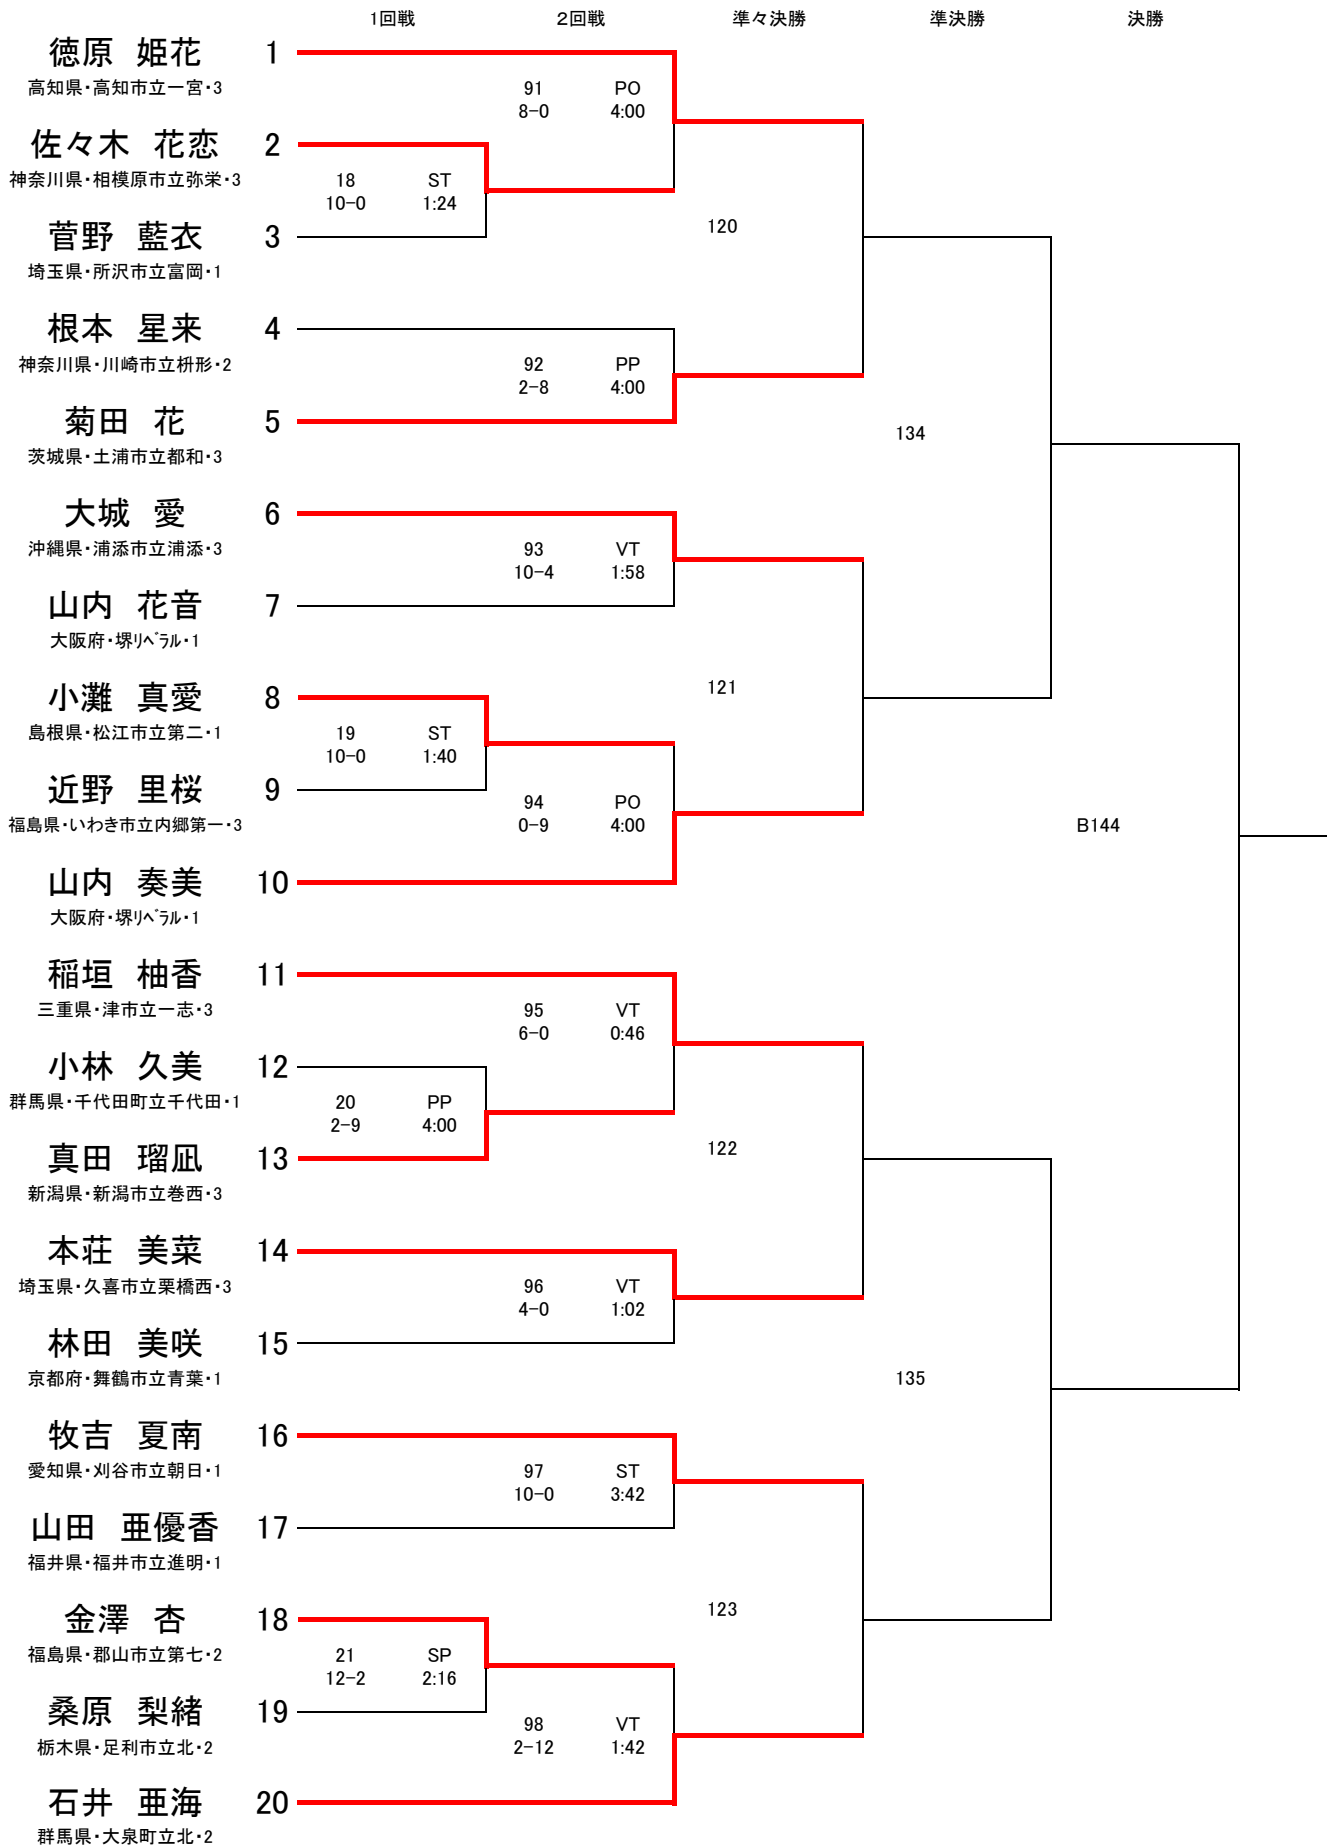 1回戦 2回戦 準々決勝 準決勝 決勝
徳原 姫花 1
高知県・高知市立一宮・3
91 PO
8-0 4:00
佐々木 花恋 2
神奈川県・相模原市立弥栄・3
18 ST
10-0 1:24
菅野 藍衣 3
埼玉県・所沢市立富岡・1
120
根本 星来 4
神奈川県・川崎市立枡形・2
92 PP
2-8 4:00
菊田 花 5
茨城県・土浦市立都和・3
134
大城 愛 6
沖縄県・浦添市立浦添・3
93 VT
10-4 1:58
山内 花音 7
大阪府・堺リベラル・1
121
小灘 真愛 8
島根県・松江市立第二・1
19 ST
10-0 1:40
近野 里桜 9
福島県・いわき市立内郷第一・3
94 PO
0-9 4:00
B144
山内 奏美 10
大阪府・堺リベラル・1
稲垣 柚香 11
三重県・津市立一志・3
95 VT
6-0 0:46
小林 久美 12
群馬県・千代田町立千代田・1
20 PP
2-9 4:00
真田 瑠凪 13
新潟県・新潟市立巻西・3
122
本荘 美菜 14
埼玉県・久喜市立栗橋西・3
96 VT
4-0 1:02
林田 美咲 15
京都府・舞鶴市立青葉・1
135
牧吉 夏南 16
愛知県・刈谷市立朝日・1
97 ST
10-0 3:42
山田 亜優香 17
福井県・福井市立進明・1
123
金澤 杏 18
福島県・郡山市立第七・2
21 SP
12-2 2:16
桑原 梨緒 19
栃木県・足利市立北・2
98 VT
2-12 1:42
石井 亜海 20
群馬県・大泉町立北・2